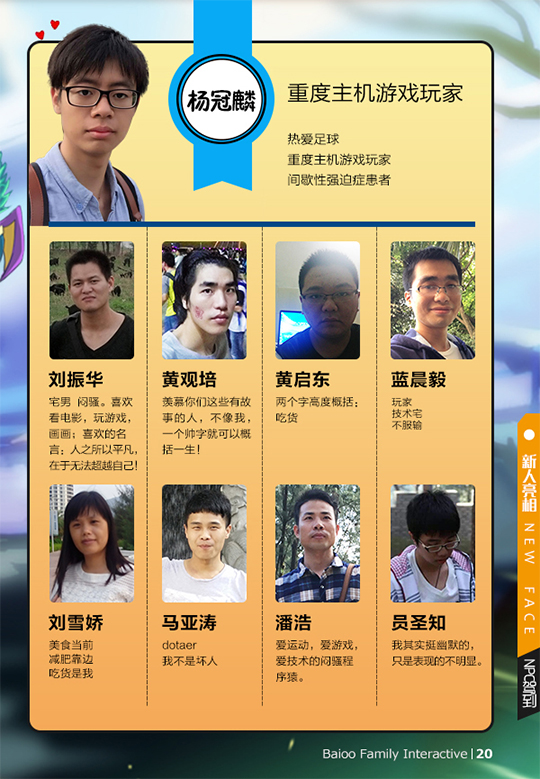 杨冠麟
重度主机游戏玩家
热爱足球
重度主机游戏玩家
间歇性强迫症患者
刘振华
宅男 闷骚。喜欢
看电影，玩游戏，
画画；喜欢的名
言：人之所以平凡，
在于无法超越自己！
黄观培
羡慕你们这些有故
事的人，不像我，
一个帅字就可以概
括一生！
黄启东
两个字高度概括：
吃货
蓝晨毅
玩家
技术宅
不服输
刘雪娇
美食当前
减肥靠边
吃货是我
马亚涛
dotaer
我不是坏人
潘浩
爱运动，爱游戏，
爱技术的闷骚程
序猿。
员圣知
我其实挺幽默的，
只是表现的不明显。
新人亮相 NEW FACE
Baioo Family Interactive | 20